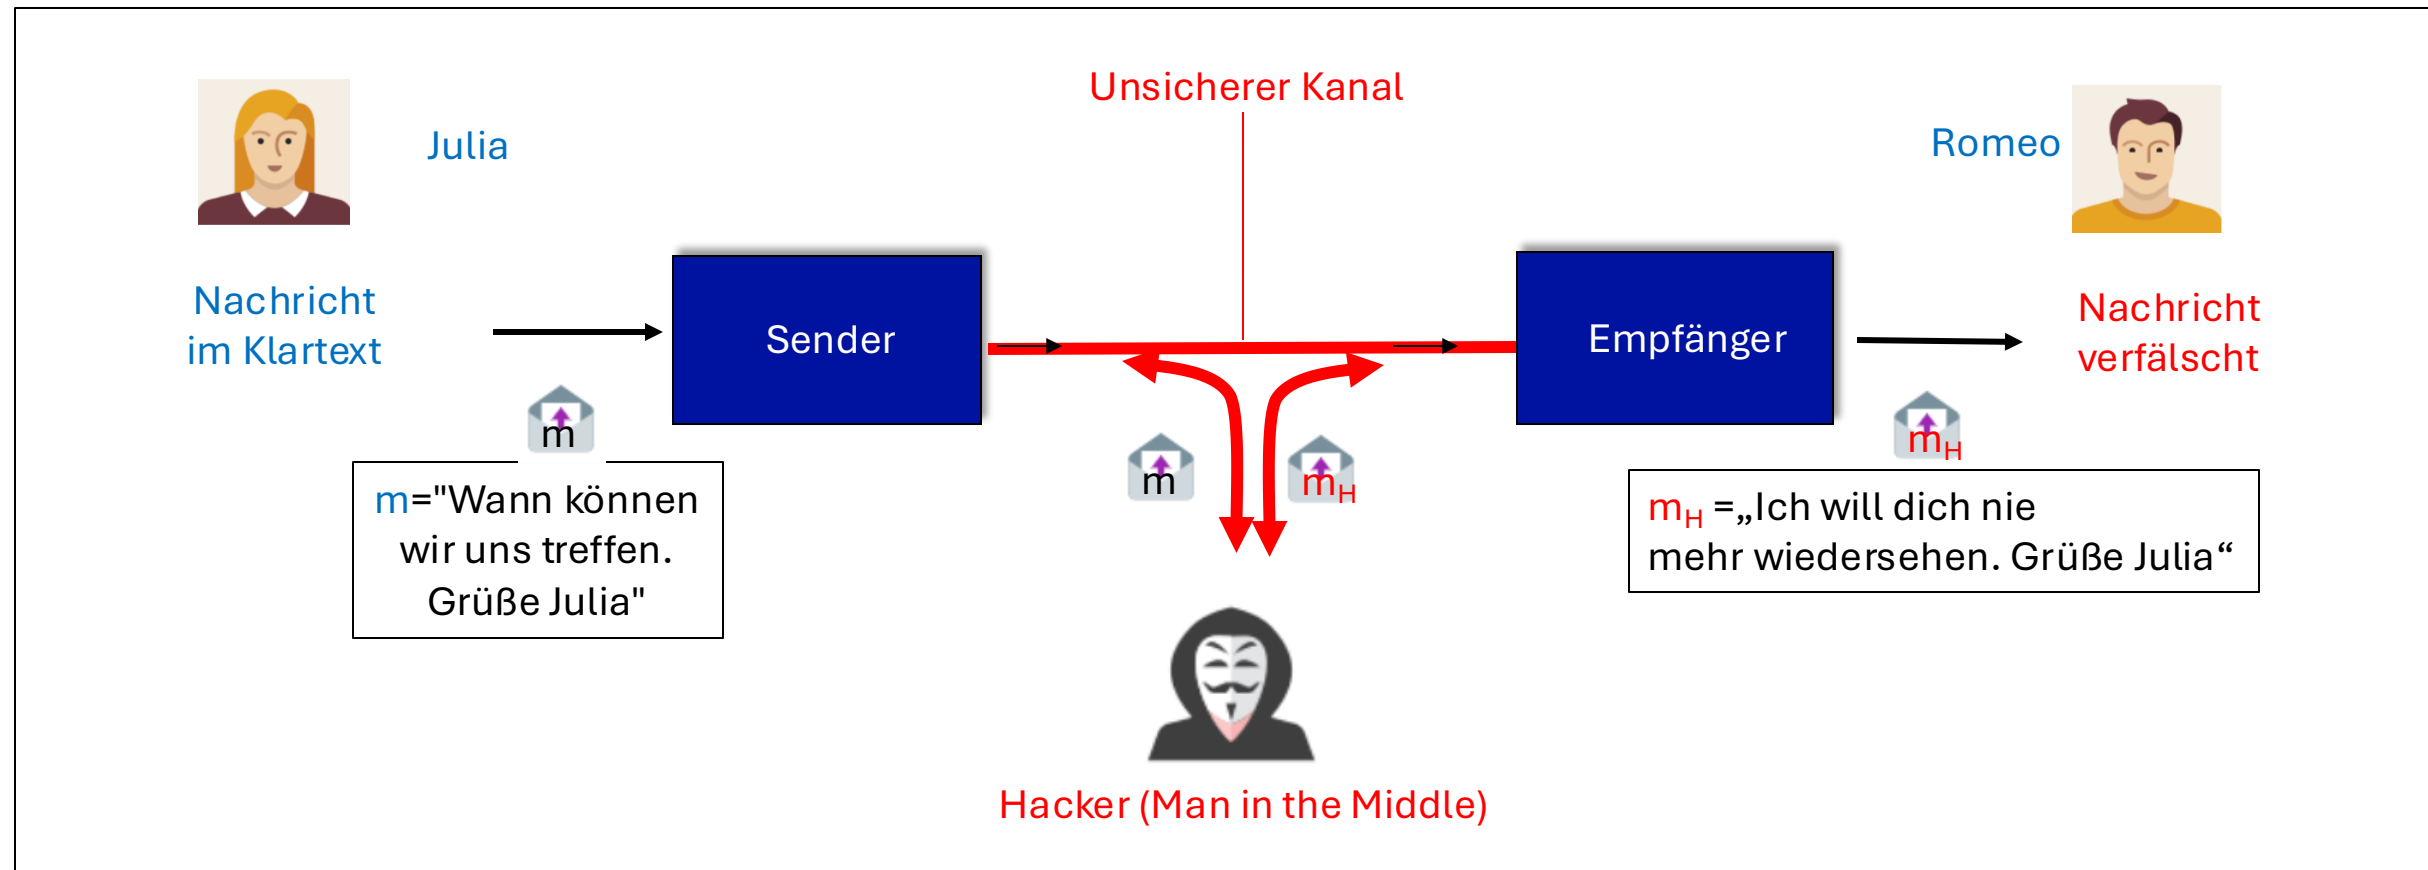 Unsicherer Kanal
Julia
Romeo
Nachricht
im Klartext
Sender
Empfänger
Nachricht
verfälscht
m
m
mH
mH
m="Wann können
wir uns treffen.
Grüße Julia"
mH =„Ich will dich nie
mehr wiedersehen. Grüße Julia“
Hacker (Man in the Middle)